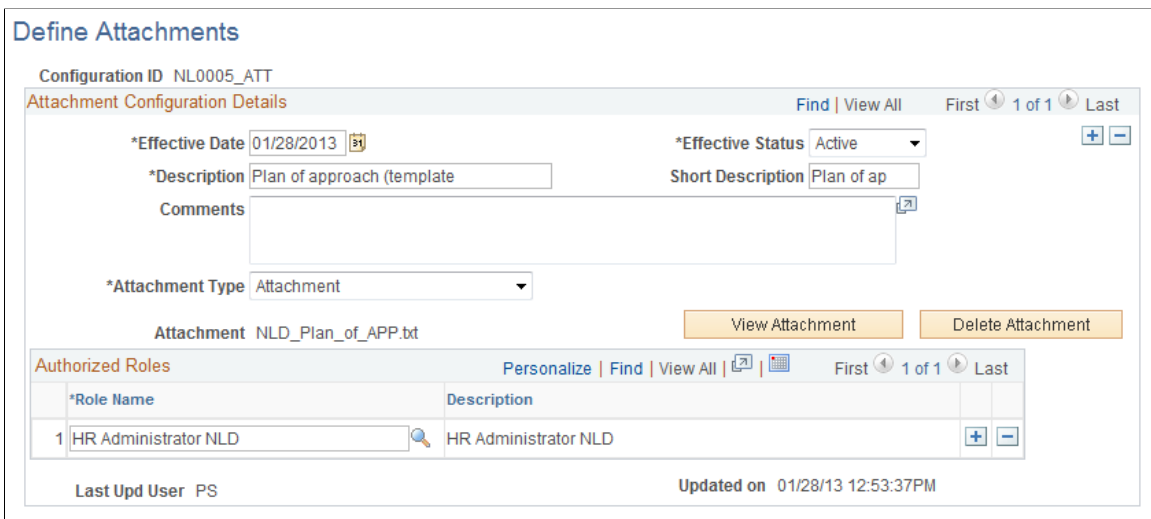 Define Attachments
Configuration ID NL0005_ATT
Attachment Configuration Details Find | View All First 1 of 1 Last
*Effective Date 01/28/2013 31 *Effective Status Active
*Description Plan of approach (template Short Description Plan of ap
Comments
*Attachment Type Attachment
Attachment NLD_Plan_of_APP.txt View Attachment Delete Attachment
Authorized Roles Personalize | Find | View All | | First 1 of 1 Last
*Role Name Description
1 HR Administrator NLD HR Administrator NLD
Last Upd User PS Updated on 01/28/13 12:53:37PM